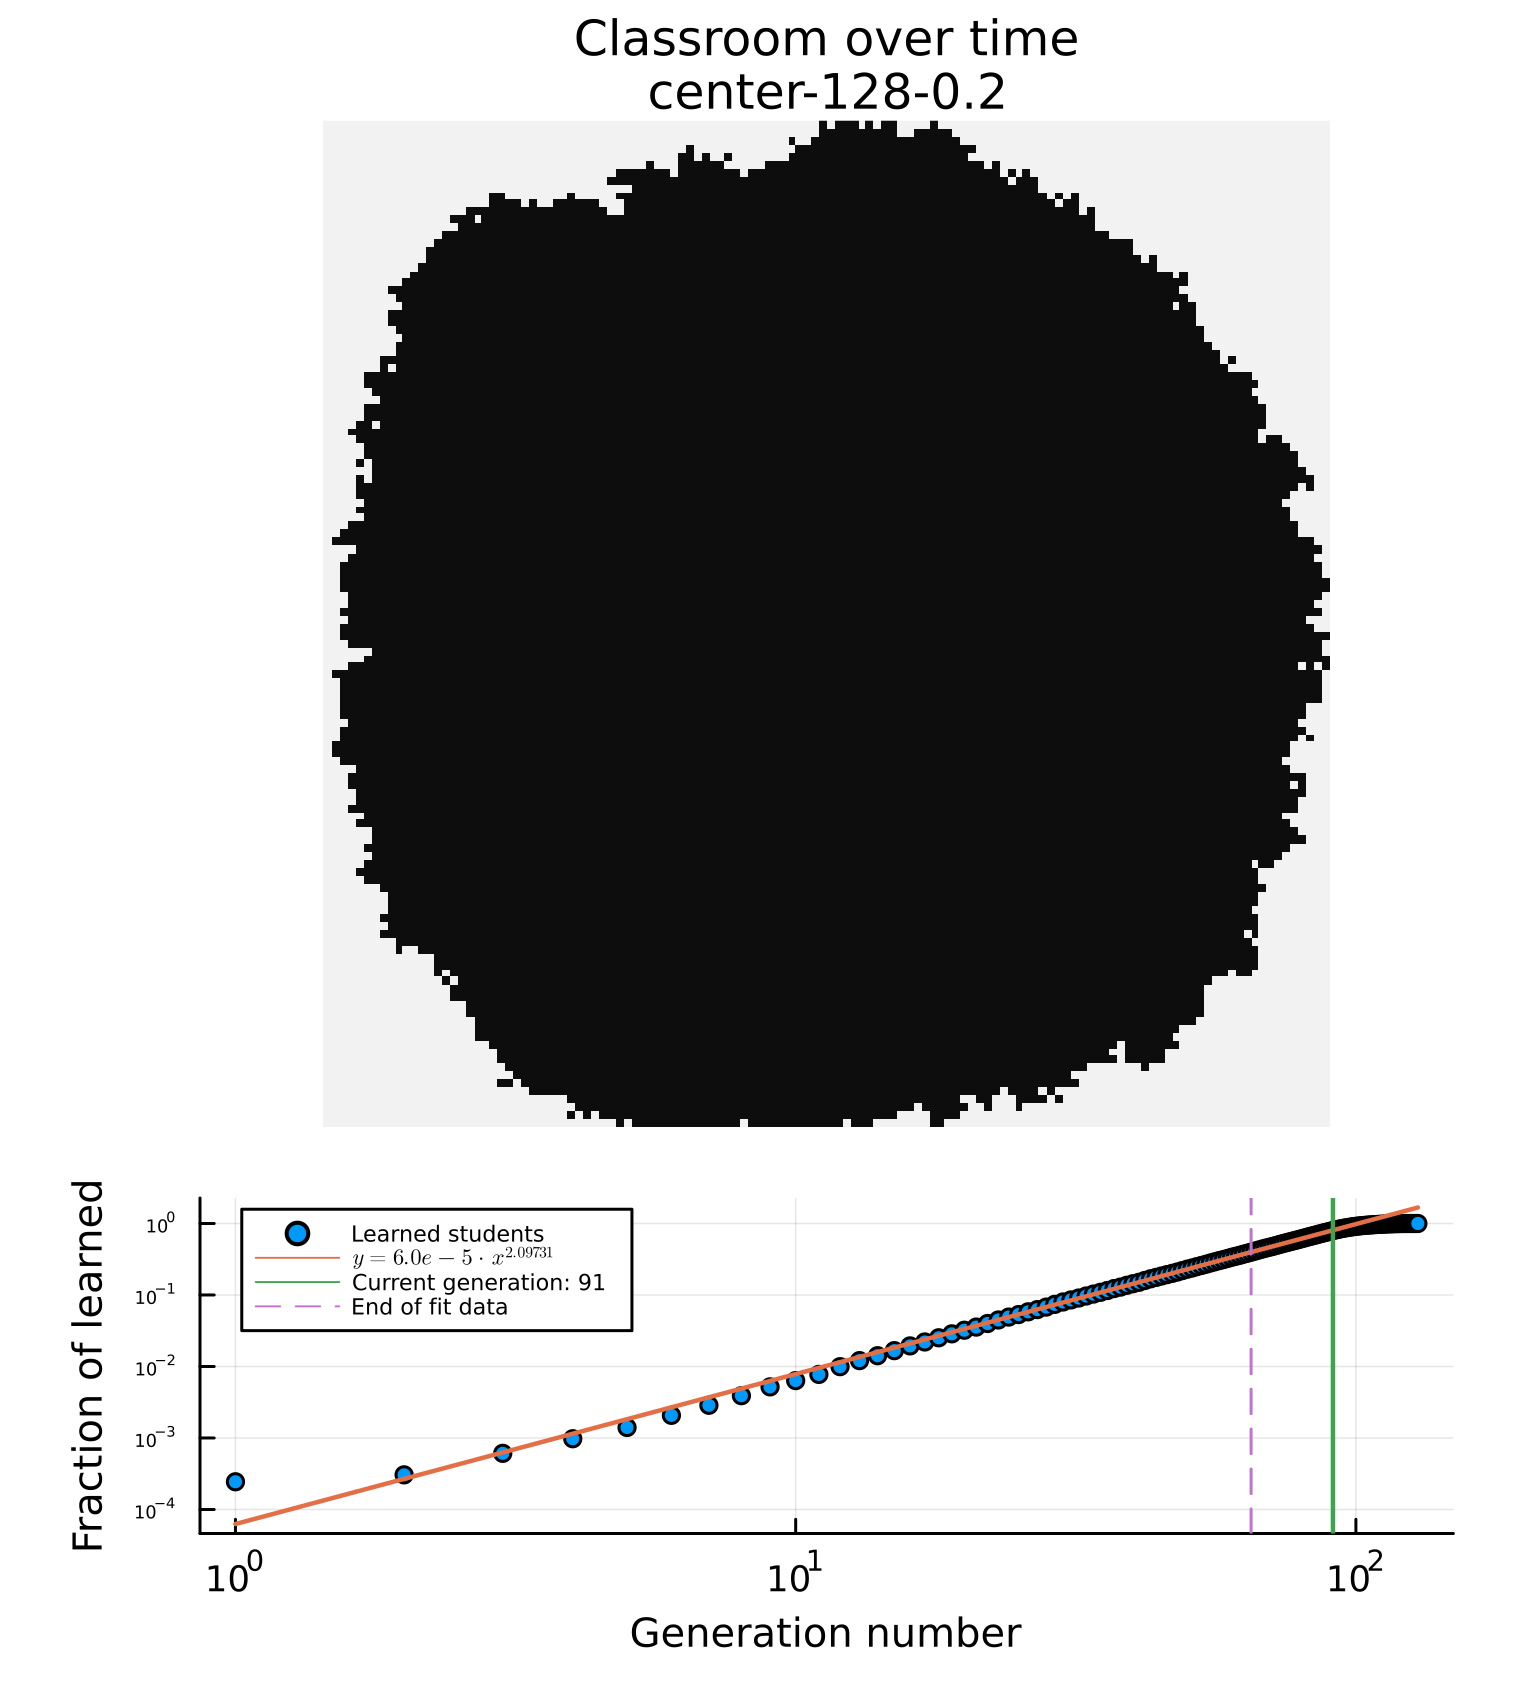 Classroom over time
center-128-0.2
Fraction of learned
10⁰
10⁻¹
10⁻²
10⁻³
10⁻⁴
Learned students
y = 6.0e − 5 · x^2.09731
Current generation: 91
End of fit data
10⁰ 10¹ 10²
Generation number